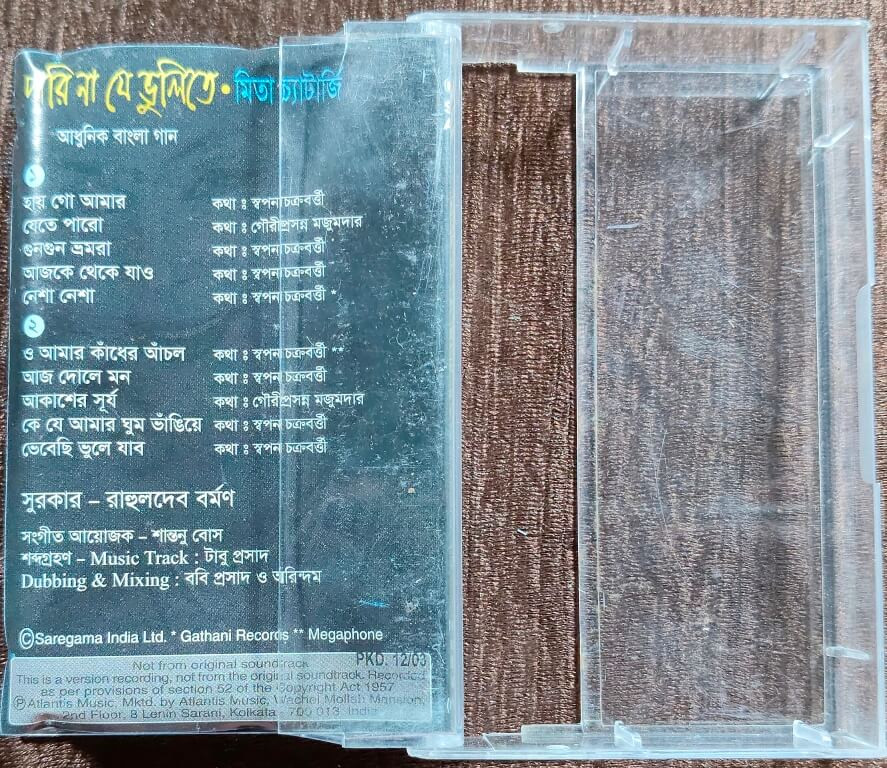 পারি না যে ভুলিতে • মিতা চ্যাটার্জি
আধুনিক বাংলা গান
১
হায় গো আমার কথা ঃ স্বপন চক্রবর্ত্তী
যেতে পারো কথা ঃ গৌরীপ্রসন্ন মজুমদার
গুনগুন ভ্রমরা কথা ঃ স্বপন চক্রবর্ত্তী
আজকে থেকে যাও কথা ঃ স্বপন চক্রবর্ত্তী
নেশা নেশা কথা ঃ স্বপন চক্রবর্ত্তী *
২
ও আমার কাঁধের আঁচল কথা ঃ স্বপন চক্রবর্ত্তী **
আজ দোলে মন কথা ঃ স্বপন চক্রবর্ত্তী
আকাশের সূর্য কথা ঃ গৌরীপ্রসন্ন মজুমদার
কে যে আমার ঘুম ভাঁঙিয়ে কথা ঃ স্বপন চক্রবর্ত্তী
ভেবেছি ভুলে যাব কথা ঃ স্বপন চক্রবর্ত্তী
সুরকার – রাহুলদেব বর্মণ
সংগীত আয়োজক – শান্তনু বোস
শব্দগ্রহণ – Music Track : টাবু প্রসাদ
Dubbing & Mixing : ববি প্রসাদ ও অরিন্দম
©Saregama India Ltd. * Gathani Records ** Megaphone
Not from original soundtrack PKD. 12/03
This is a version recording, not from the original soundtrack. Recorded
as per provisions of section 52 of the Copyright Act 1957
℗Atlantis Music. Mktd. by Atlantis Music, Wachel Mollah Mansion,
2nd Floor, 8 Lenin Sarani, Kolkata - 700 013. India